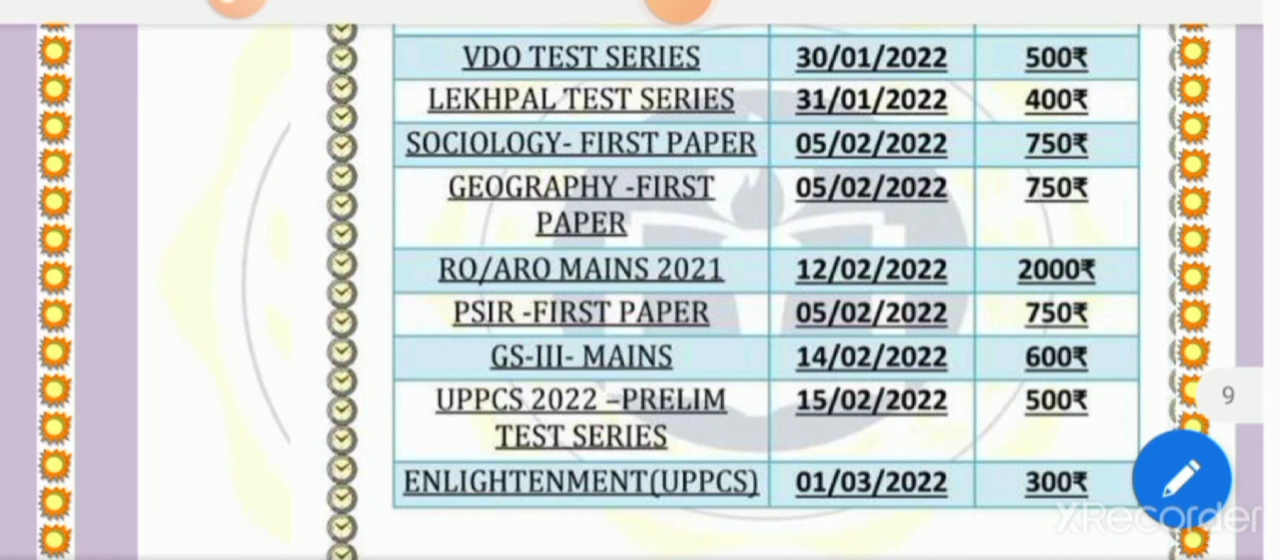 VDO TEST SERIES 30/01/2022 500₹
LEKHPAL TEST SERIES 31/01/2022 400₹
SOCIOLOGY- FIRST PAPER 05/02/2022 750₹
GEOGRAPHY -FIRST 05/02/2022 750₹
PAPER
RO/ARO MAINS 2021 12/02/2022 2000₹
PSIR -FIRST PAPER 05/02/2022 750₹
GS-III- MAINS 14/02/2022 600₹
UPPCS 2022 –PRELIM 15/02/2022 500₹
TEST SERIES
9
ENLIGHTENMENT(UPPCS) 01/03/2022 300₹
XRecorder